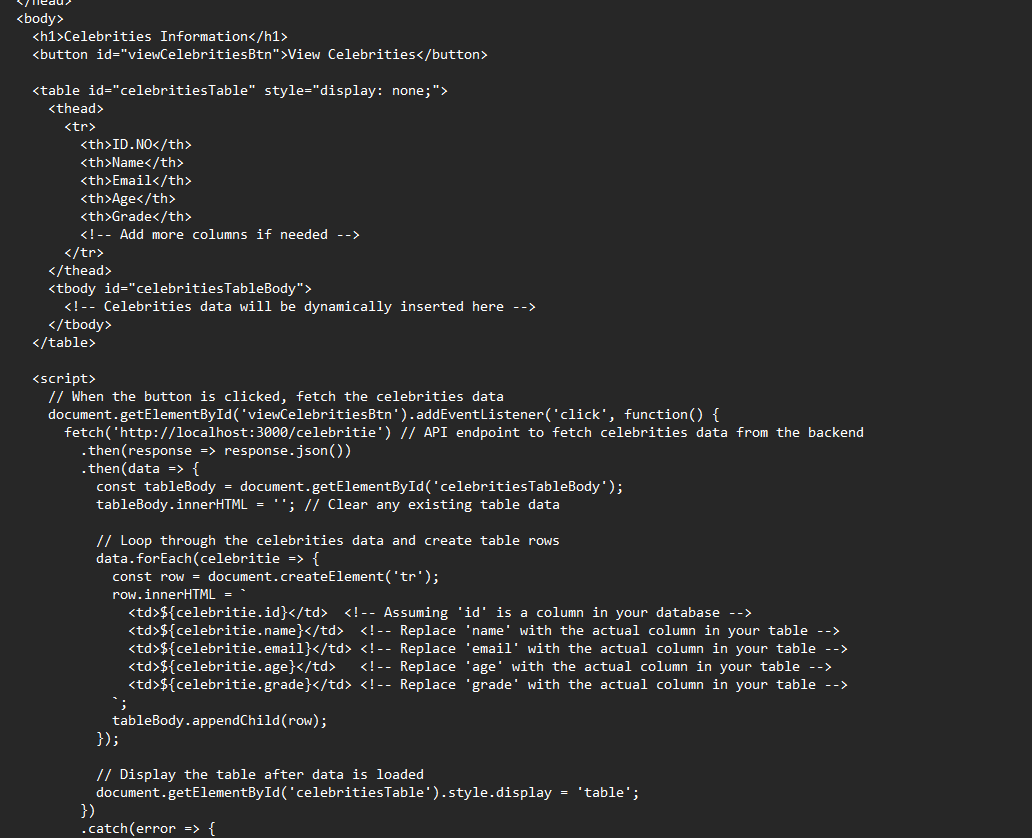 </head>
<body>
<h1>Celebrities Information</h1>
<button id="viewCelebritiesBtn">View Celebrities</button>
<table id="celebritiesTable" style="display: none;">
<thead>
<tr>
<th>ID.NO</th>
<th>Name</th>
<th>Email</th>
<th>Age</th>
<th>Grade</th>
<!-- Add more columns if needed -->
</tr>
</thead>
<tbody id="celebritiesTableBody">
<!-- Celebrities data will be dynamically inserted here -->
</tbody>
</table>
<script>
// When the button is clicked, fetch the celebrities data
document.getElementById('viewCelebritiesBtn').addEventListener('click', function() {
fetch('http://localhost:3000/celebritie') // API endpoint to fetch celebrities data from the backend
.then(response => response.json())
.then(data => {
const tableBody = document.getElementById('celebritiesTableBody');
tableBody.innerHTML = ''; // Clear any existing table data
// Loop through the celebrities data and create table rows
data.forEach(celebritie => {
const row = document.createElement('tr');
row.innerHTML = `
<td>${celebritie.id}</td>  <!-- Assuming 'id' is a column in your database -->
<td>${celebritie.name}</td>  <!-- Replace 'name' with the actual column in your table -->
<td>${celebritie.email}</td> <!-- Replace 'email' with the actual column in your table -->
<td>${celebritie.age}</td>   <!-- Replace 'age' with the actual column in your table -->
<td>${celebritie.grade}</td> <!-- Replace 'grade' with the actual column in your table -->
`;
tableBody.appendChild(row);
});
// Display the table after data is loaded
document.getElementById('celebritiesTable').style.display = 'table';
})
.catch(error => {